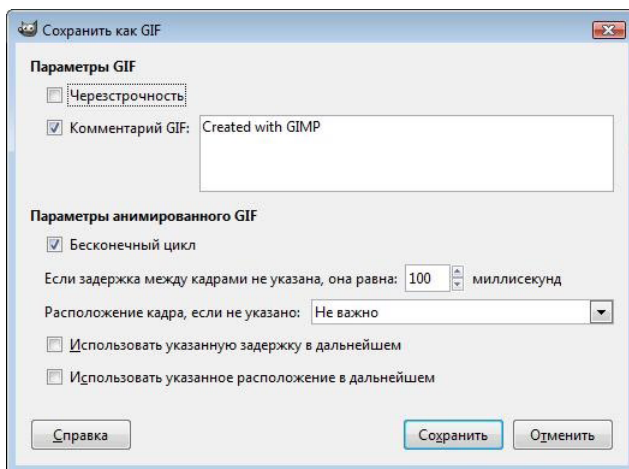 Сохранить как GIF
Параметры GIF
Черезстрочность
Комментарий GIF: Created with GIMP
Параметры анимированного GIF
Бесконечный цикл
Если задержка между кадрами не указана, она равна: 100 миллисекунд
Расположение кадра, если не указано: Не важно
Использовать указанную задержку в дальнейшем
Использовать указанное расположение в дальнейшем
Справка Сохранить Отменить